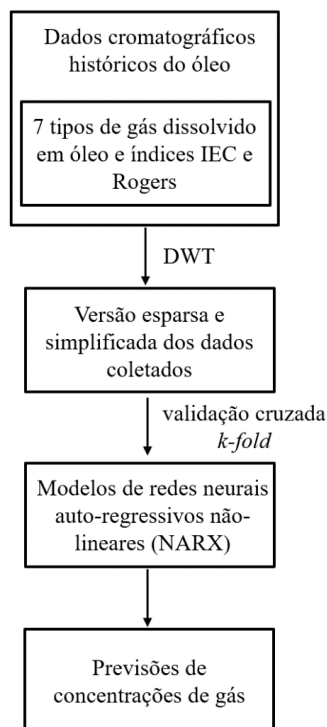 Dados cromatográficos
históricos do óleo
7 tipos de gás dissolvido
em óleo e índices IEC e
Rogers
DWT
Versão esparsa e
simplificada dos dados
coletados
validação cruzada
k-fold
Modelos de redes neurais
auto-regressivos não-
lineares (NARX)
Previsões de
concentrações de gás